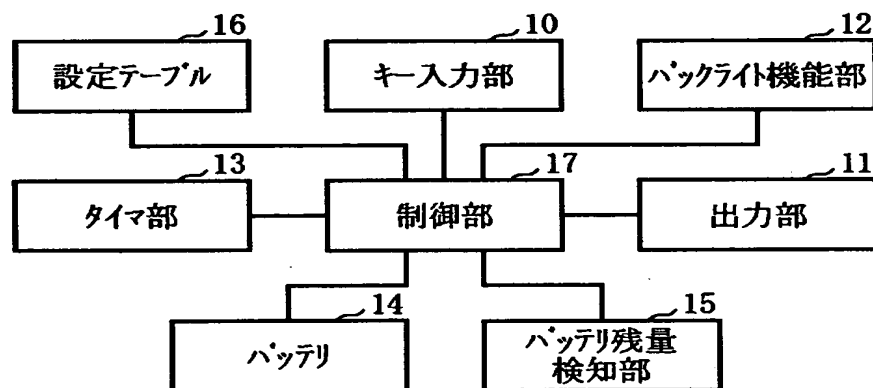 16
設定テーブル
10
キー入力部
12
バックライト機能部
13
タイマ部
17
制御部
11
出力部
14
バッテリ
15
バッテリ残量
検知部